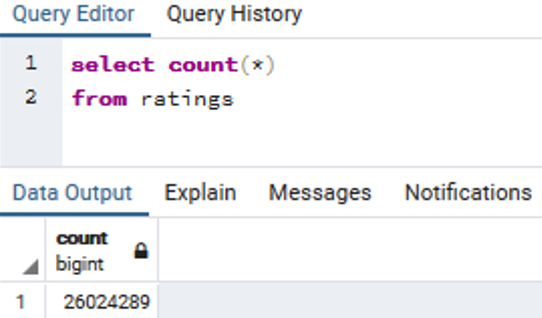 Query Editor Query History
1 select count(*)
2 from ratings
Data Output Explain Messages Notifications
count
bigint
1 26024289